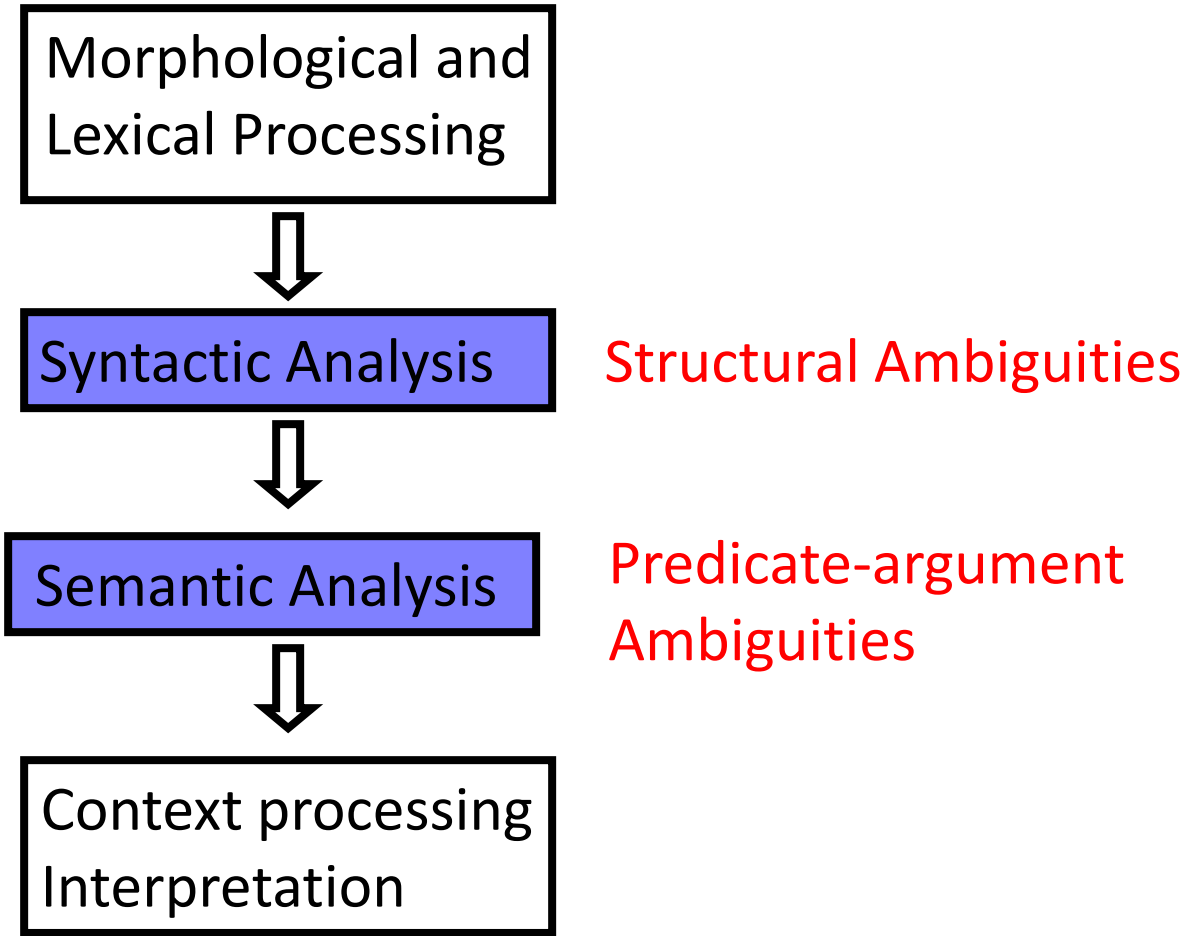 Morphological and
Lexical Processing
Syntactic Analysis
Structural Ambiguities
Semantic Analysis
Predicate-argument
Ambiguities
Context processing
Interpretation